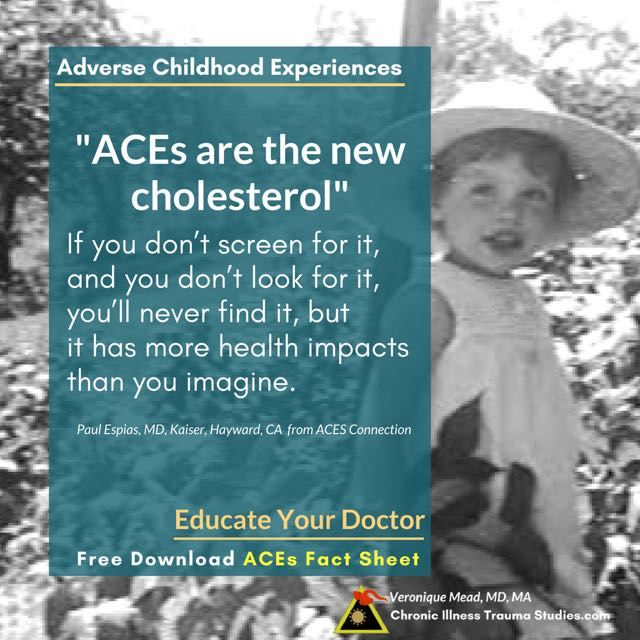 Adverse Childhood Experiences
"ACEs are the new
cholesterol"
If you don't screen for it,
and you don't look for it,
you'll never find it, but
it has more health impacts
than you imagine.
Paul Espias, MD, Kaiser, Hayward, CA from ACES Connection
Educate Your Doctor
Free Download ACEs Fact Sheet
Veronique Mead, MD, MA
Chronic Illness Trauma Studies.com